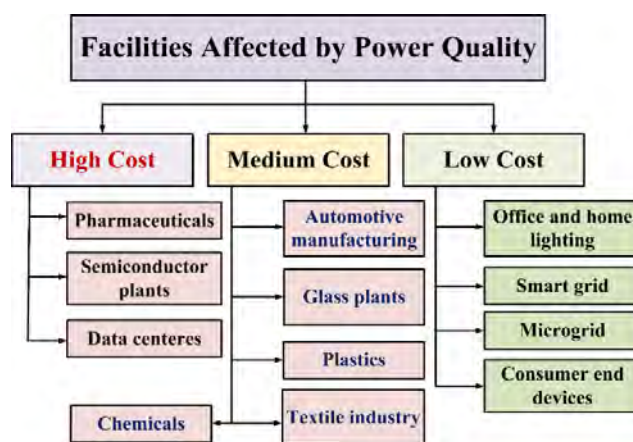 Facilities Affected by Power Quality
High Cost
Medium Cost
Low Cost
Pharmaceuticals
Semiconductor
plants
Data centeres
Chemicals
Automotive
manufacturing
Glass plants
Plastics
Textile industry
Office and home
lighting
Smart grid
Microgrid
Consumer end
devices